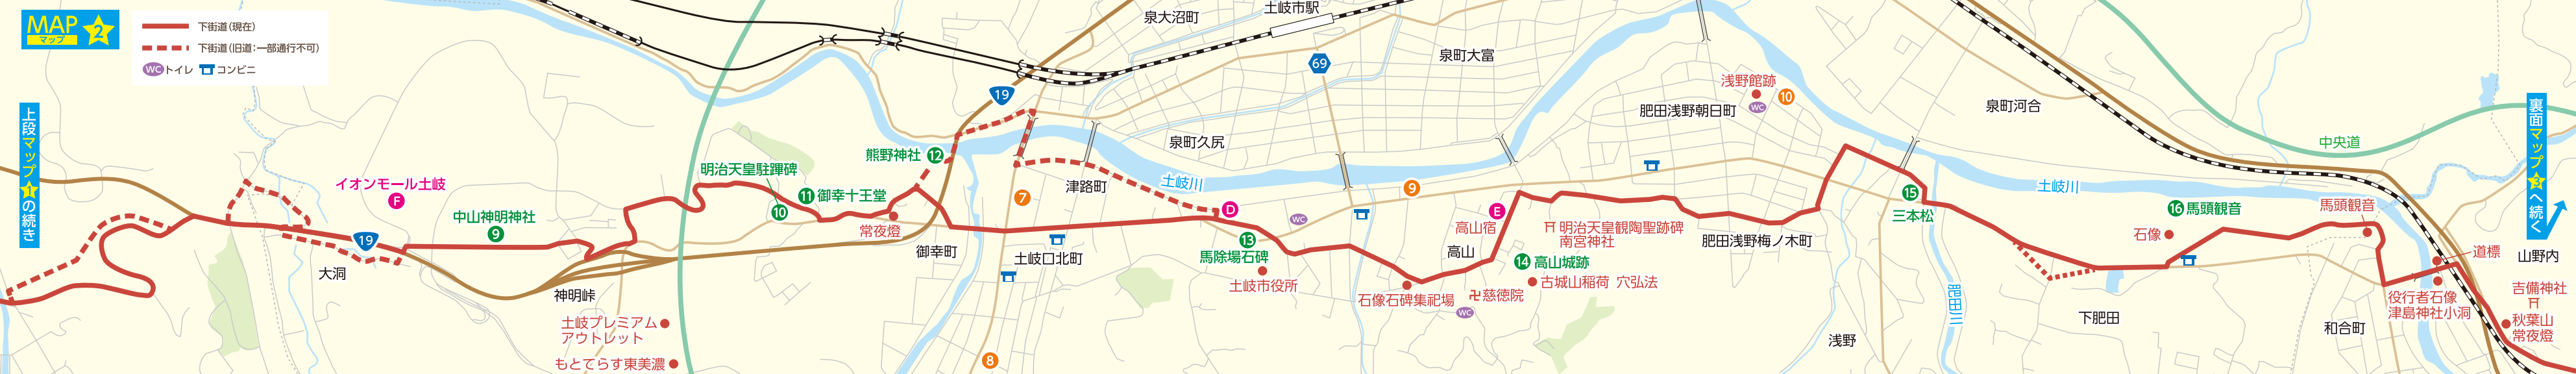 MAP 2
マップ
下街道(現在)
下街道(旧道：一部通行不可)
WC トイレ コンビニ
上段マップ1の続き
イオンモール土岐
F
19
大洞
中山神明神社
9
神明峠
土岐プレミアム
アウトレット
もとてらす東美濃
明治天皇駐蹕碑
10
11 御幸十王堂
熊野神社 12
常夜燈
御幸町
19
7
8
土岐口北町
津路町
泉大沼町
土岐市駅
69
泉町久尻
土岐川
D
13
馬除場石碑
土岐市役所
WC
9
泉町大富
石像石碑集祀場
高山宿
E
高山
卍慈徳院
WC
明治天皇観陶聖跡碑
南宮神社
14 高山城跡
古城山稲荷 穴弘法
浅野館跡
WC
10
肥田浅野朝日町
肥田浅野梅ノ木町
浅野
15
三本松
泉町河合
土岐川
肥田川
下肥田
16 馬頭観音
石像
中央道
馬頭観音
和合町
道標
役行者石像
津島神社小洞
裏面マップ3へ続く
山野内
吉備神社
秋葉山
常夜燈